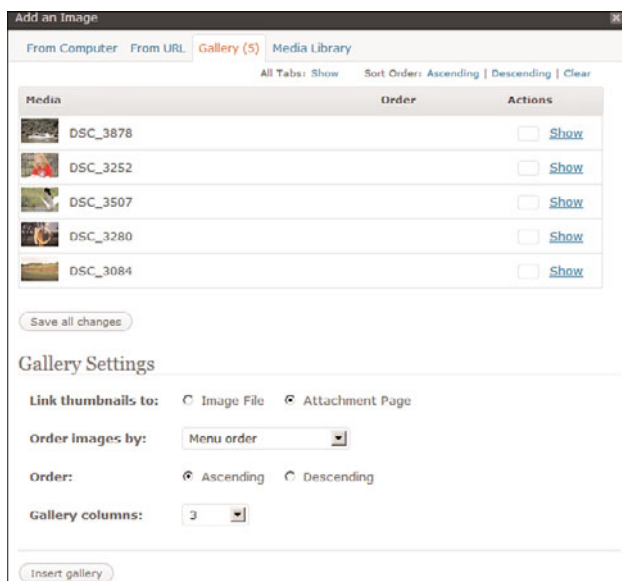 Add an Image
From Computer From URL Gallery (5) Media Library
All Tabs: Show Sort Order: Ascending | Descending | Clear
Media Order Actions
DSC_3878 Show
DSC_3252 Show
DSC_3507 Show
DSC_3280 Show
DSC_3084 Show
Save all changes
Gallery Settings
Link thumbnails to: Image File Attachment Page
Order images by: Menu order
Order: Ascending Descending
Gallery columns: 3
Insert gallery